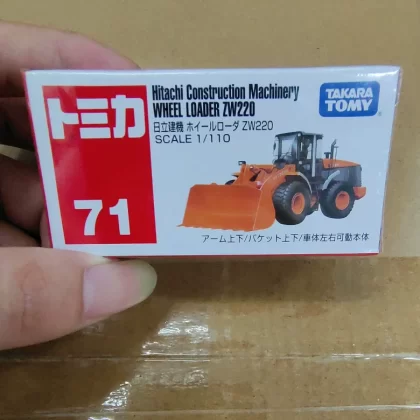 トミカ
71
Hitachi Construction Machinery
WHEEL LOADER ZW220
日立建機 ホイールローダ ZW220
SCALE 1/110
TAKARA
TOMY
アーム上下/バケット上下/車体左右可動本体